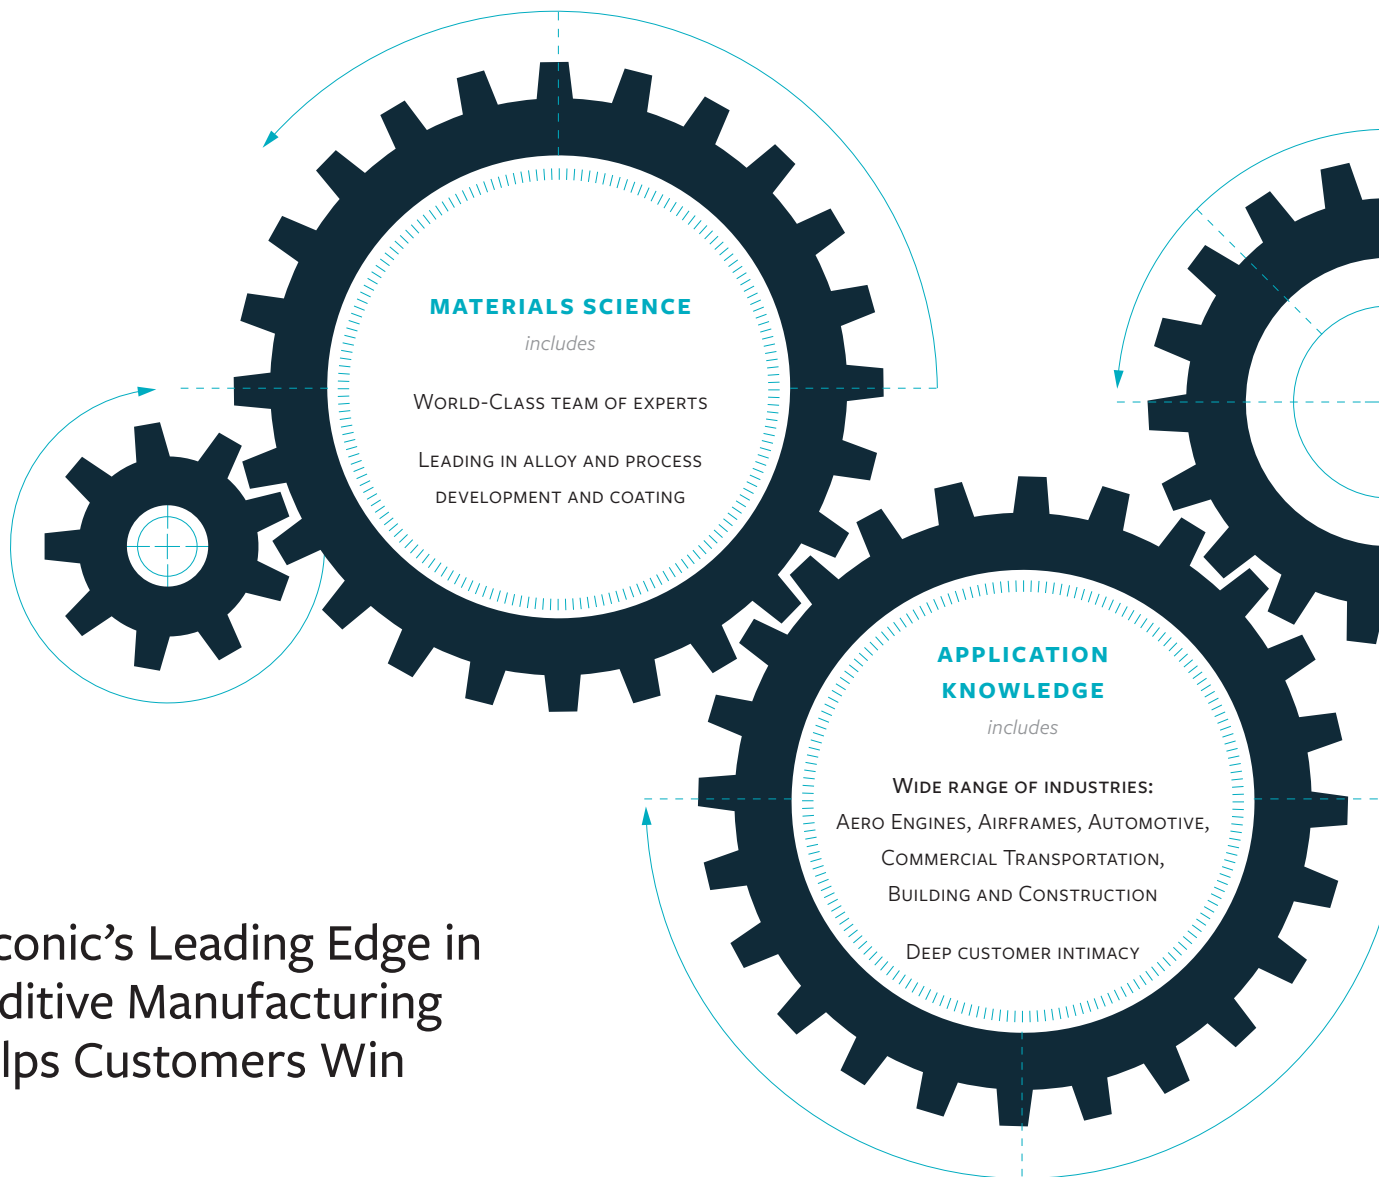 MATERIALS SCIENCE
includes
World-Class team of experts
Leading in alloy and process
development and coating
APPLICATION
KNOWLEDGE
includes
Wide range of industries:
Aero Engines, Airframes, Automotive,
Commercial Transportation,
Building and Construction
Deep customer intimacy
conic’s Leading Edge in
ditive Manufacturing
lps Customers Win